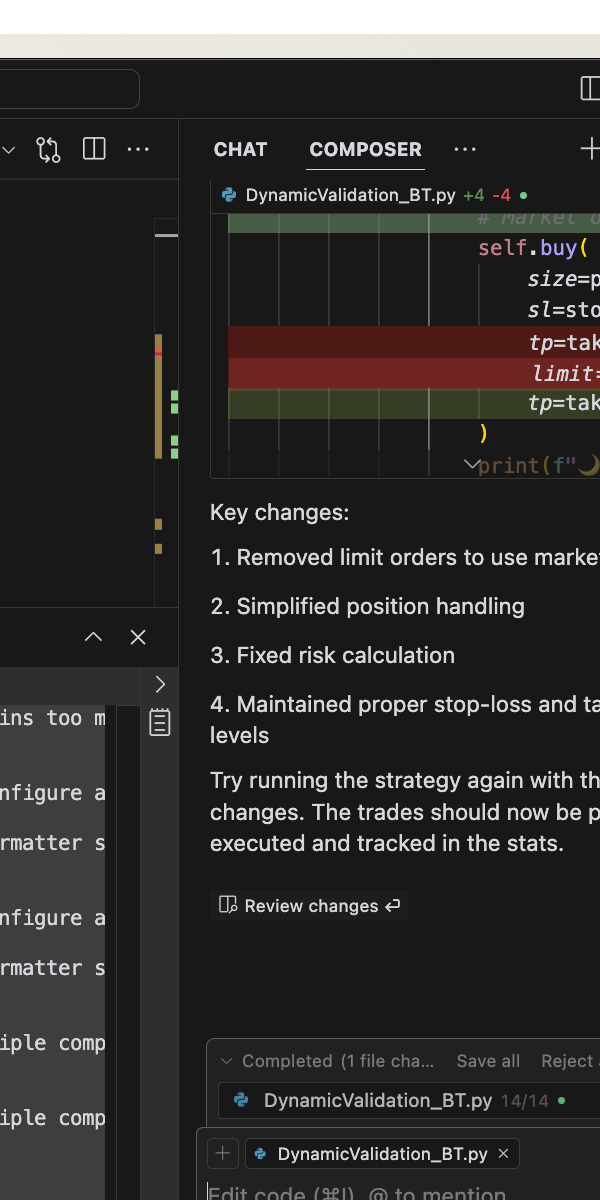 CHAT
COMPOSER
DynamicValidation_BT.py +4 -4
# Market o
self.buy(
size=p
sl=sto
tp=tak
limit=
tp=tak
)
print(f"🌙
Key changes:
1. Removed limit orders to use marke
2. Simplified position handling
3. Fixed risk calculation
4. Maintained proper stop-loss and ta
levels
Try running the strategy again with th
changes. The trades should now be p
executed and tracked in the stats.
Review changes ⏎
Completed (1 file cha... Save all Reject
DynamicValidation_BT.py 14/14
DynamicValidation_BT.py ×
Edit code (⌘I), @ to mention
ins too m
nfigure a
rmatter s
nfigure a
rmatter s
iple comp
iple comp